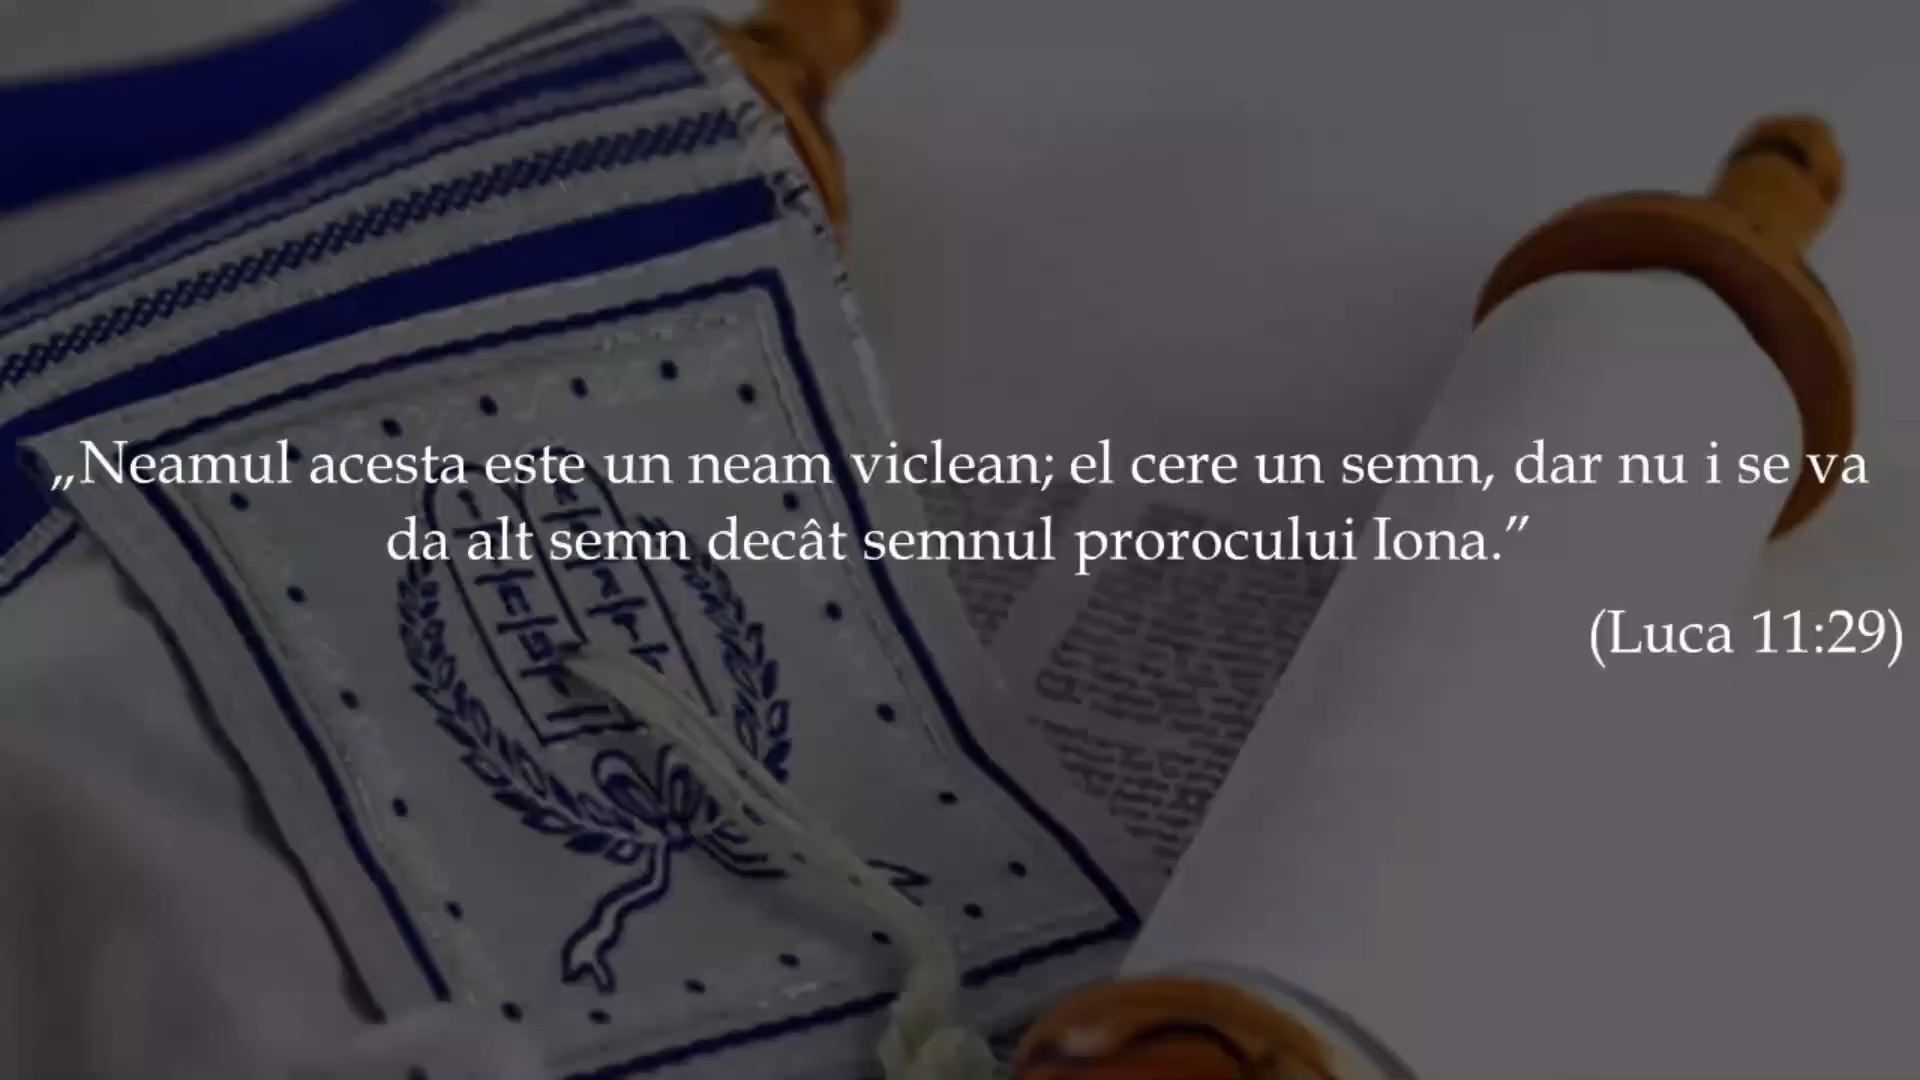 „Neamul acesta este un neam viclean; el cere un semn, dar nu i se va
da alt semn decât semnul prorocului Iona.”
(Luca 11:29)